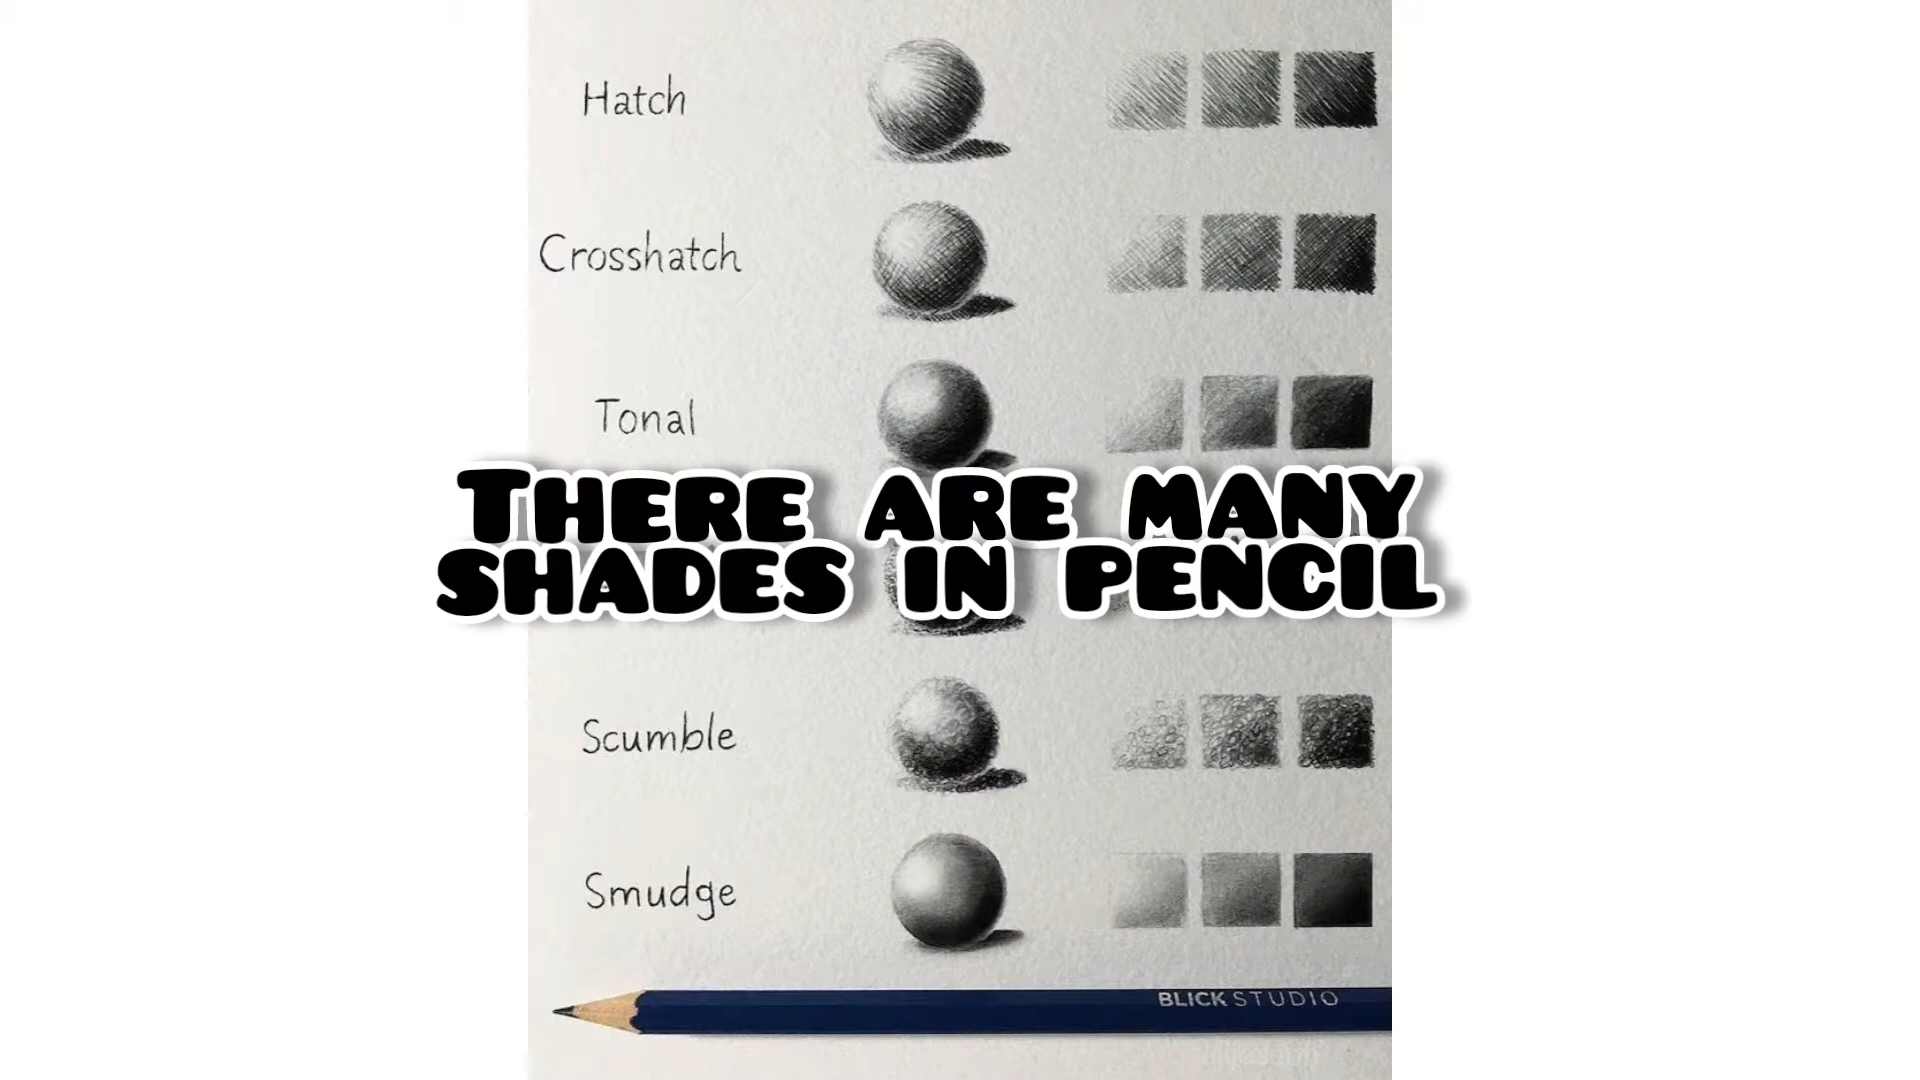 Hatch
Crosshatch
Tonal
THERE ARE MANY
SHADES IN PENCIL
Scumble
Smudge
BLICK STUDIO